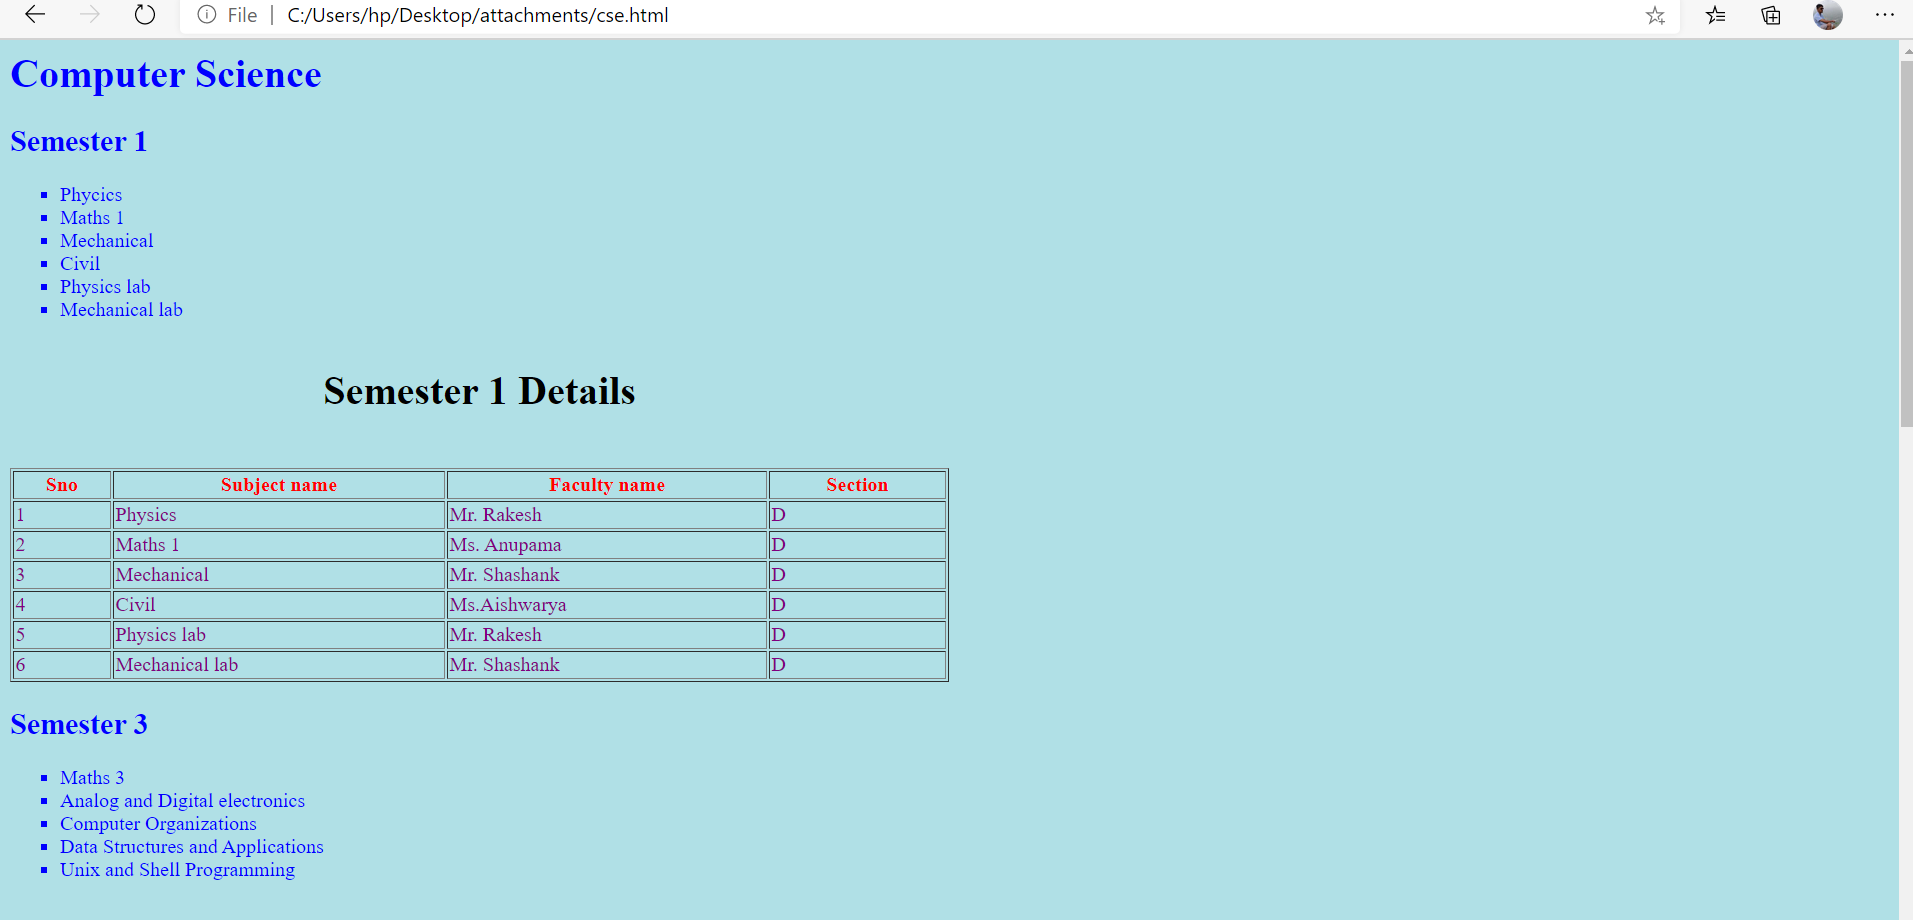 File | C:/Users/hp/Desktop/attachments/cse.html
Computer Science
Semester 1
Phycics
Maths 1
Mechanical
Civil
Physics lab
Mechanical lab
Semester 1 Details
Sno Subject name Faculty name Section
1 Physics Mr. Rakesh D
2 Maths 1 Ms. Anupama D
3 Mechanical Mr. Shashank D
4 Civil Ms.Aishwarya D
5 Physics lab Mr. Rakesh D
6 Mechanical lab Mr. Shashank D
Semester 3
Maths 3
Analog and Digital electronics
Computer Organizations
Data Structures and Applications
Unix and Shell Programming